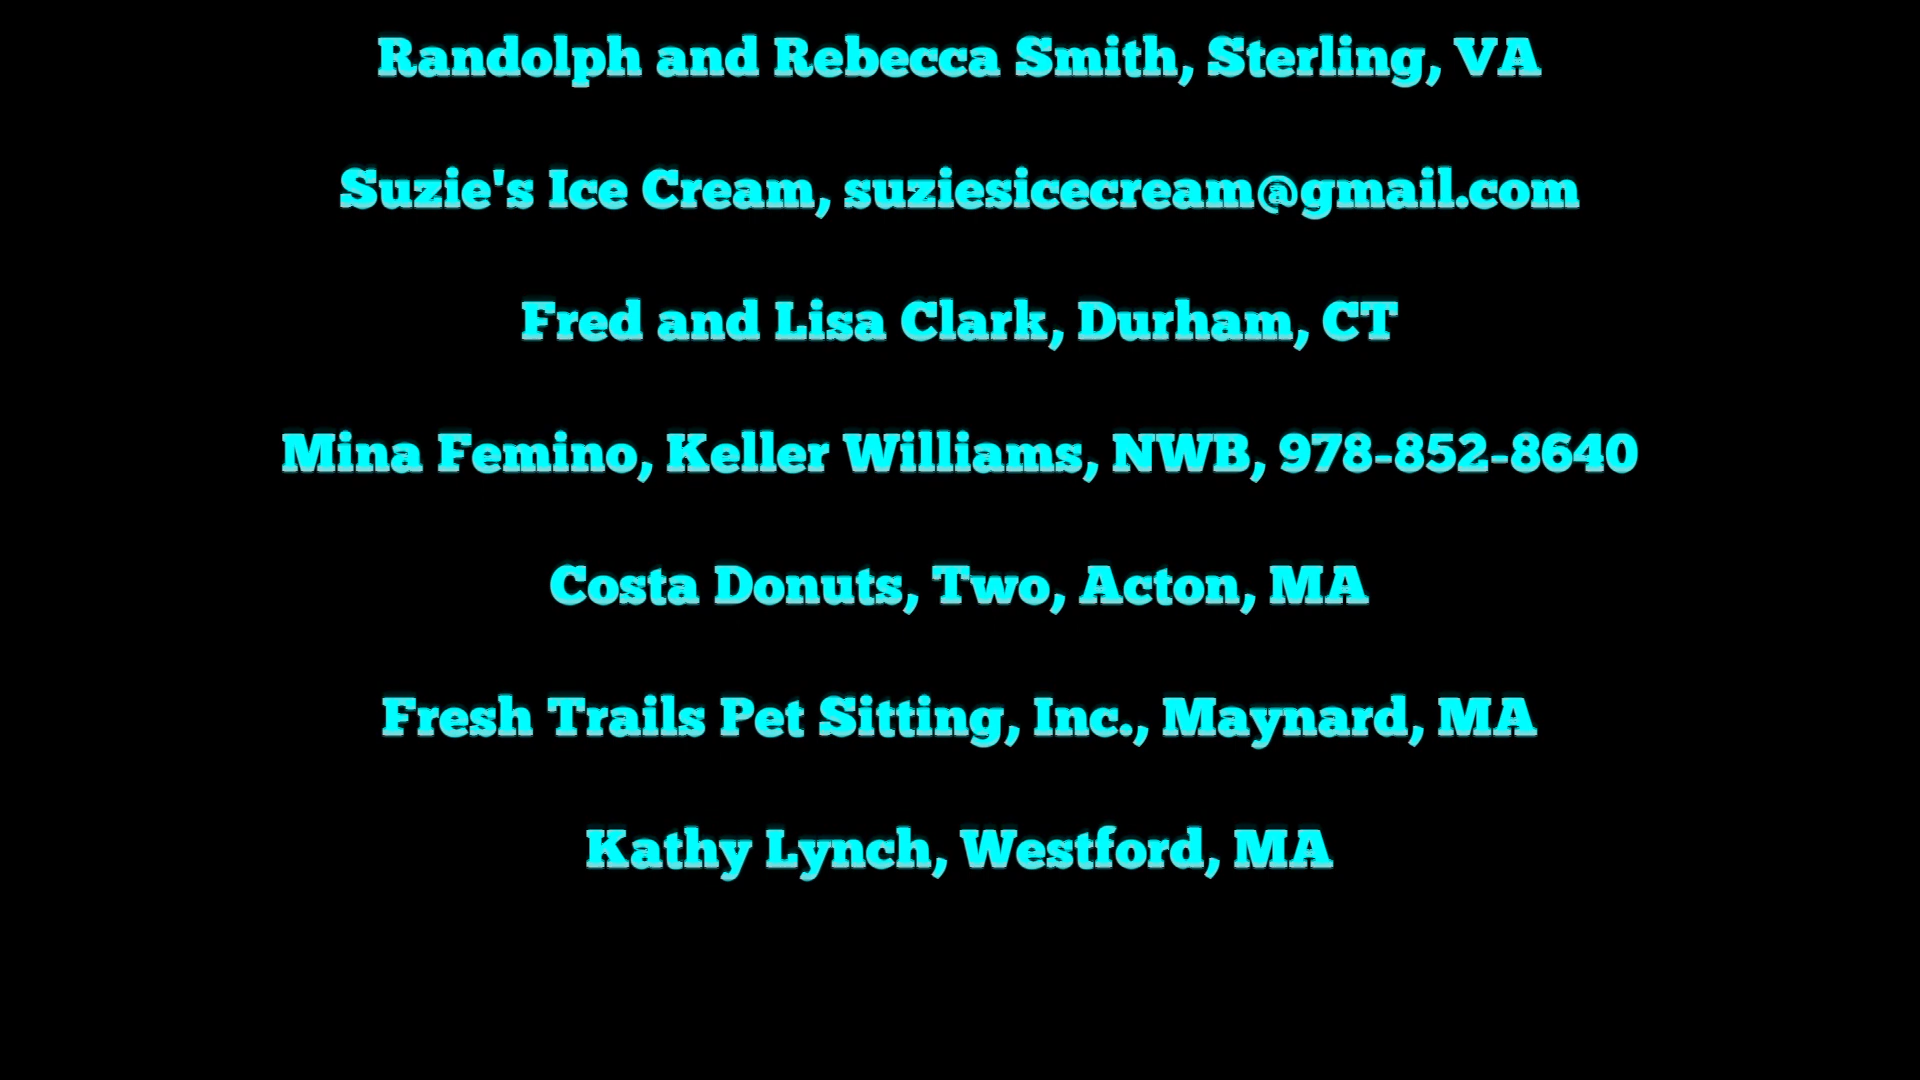 Randolph and Rebecca Smith, Sterling, VA
Suzie's Ice Cream, suziesicecream@gmail.com
Fred and Lisa Clark, Durham, CT
Mina Femino, Keller Williams, NWB, 978-852-8640
Costa Donuts, Two, Acton, MA
Fresh Trails Pet Sitting, Inc., Maynard, MA
Kathy Lynch, Westford, MA